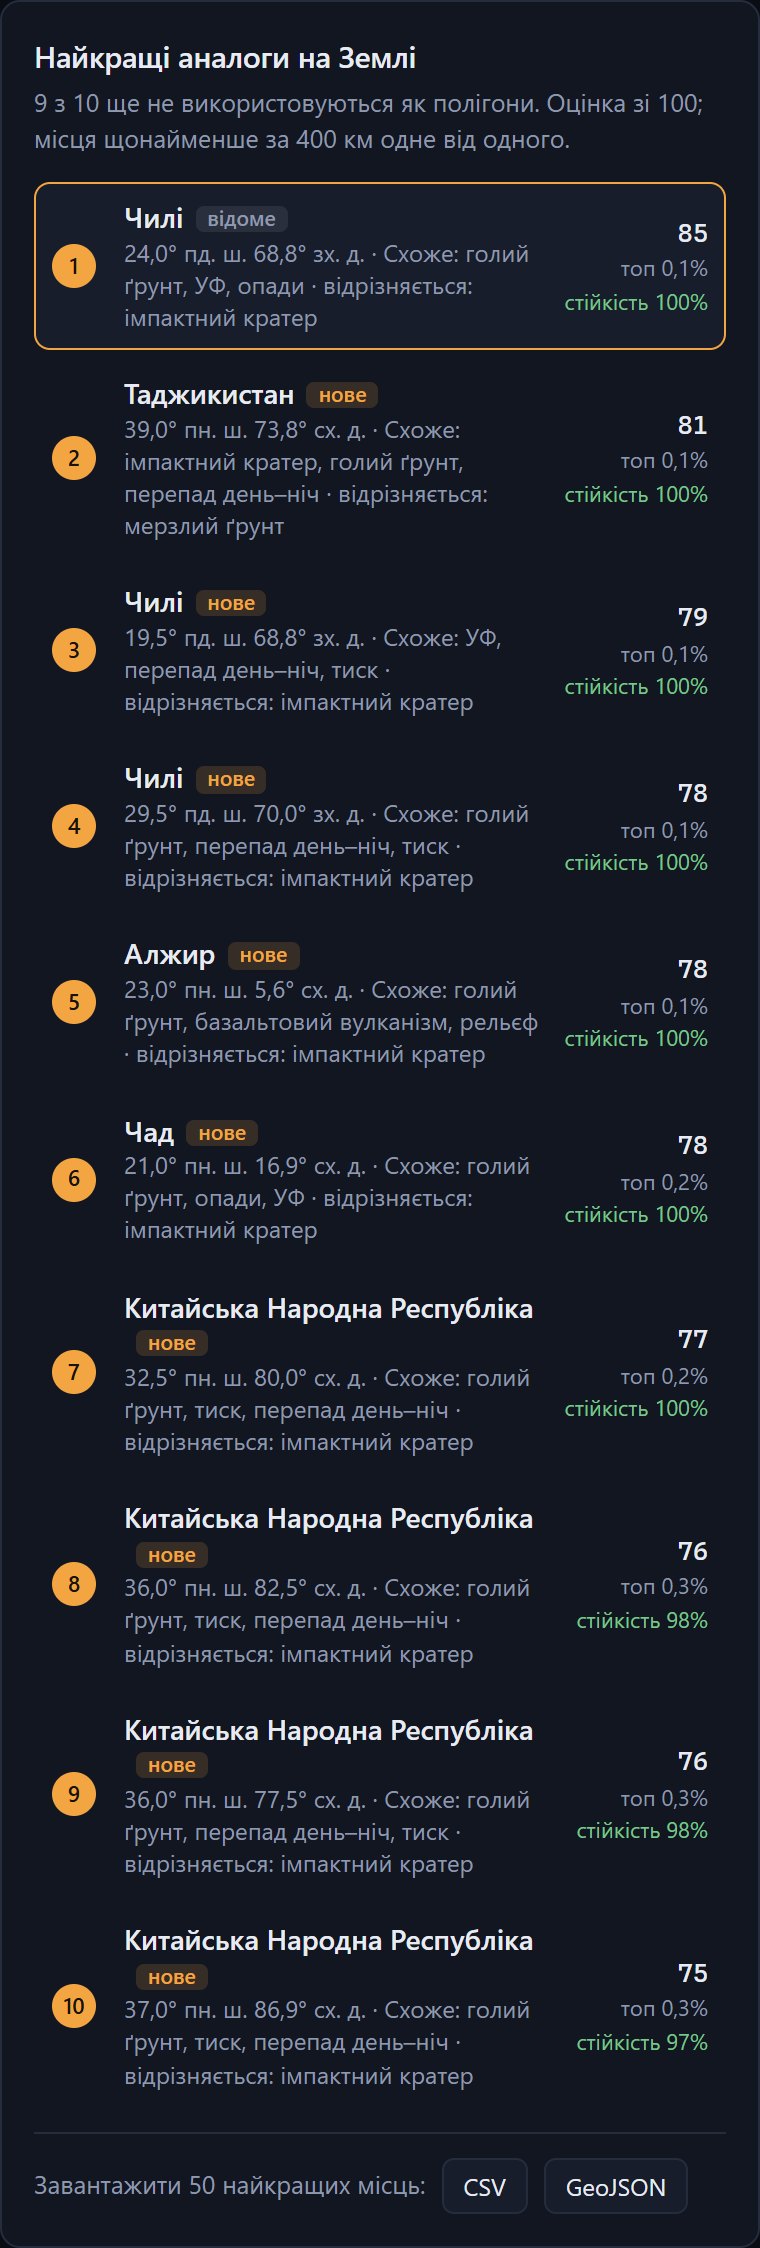 Найкращі аналоги на Землі
9 з 10 ще не використовуються як полігони. Оцінка зі 100;
місця щонайменше за 400 км одне від одного.
1
Чилі відоме
24,0° пд. ш. 68,8° зх. д. · Схоже: голий
ґрунт, УФ, опади · відрізняється:
імпактний кратер
85
топ 0,1%
стійкість 100%
2
Таджикистан нове
39,0° пн. ш. 73,8° сх. д. · Схоже:
імпактний кратер, голий ґрунт,
перепад день–ніч · відрізняється:
мерзлий ґрунт
81
топ 0,1%
стійкість 100%
3
Чилі нове
19,5° пд. ш. 68,8° зх. д. · Схоже: УФ,
перепад день–ніч, тиск ·
відрізняється: імпактний кратер
79
топ 0,1%
стійкість 100%
4
Чилі нове
29,5° пд. ш. 70,0° зх. д. · Схоже: голий
ґрунт, перепад день–ніч, тиск ·
відрізняється: імпактний кратер
78
топ 0,1%
стійкість 100%
5
Алжир нове
23,0° пн. ш. 5,6° сх. д. · Схоже: голий
ґрунт, базальтовий вулканізм, рельєф
· відрізняється: імпактний кратер
78
топ 0,1%
стійкість 100%
6
Чад нове
21,0° пн. ш. 16,9° сх. д. · Схоже: голий
ґрунт, опади, УФ · відрізняється:
імпактний кратер
78
топ 0,2%
стійкість 100%
7
Китайська Народна Республіка
нове
32,5° пн. ш. 80,0° сх. д. · Схоже: голий
ґрунт, тиск, перепад день–ніч ·
відрізняється: імпактний кратер
77
топ 0,2%
стійкість 100%
8
Китайська Народна Республіка
нове
36,0° пн. ш. 82,5° сх. д. · Схоже: голий
ґрунт, тиск, перепад день–ніч ·
відрізняється: імпактний кратер
76
топ 0,3%
стійкість 98%
9
Китайська Народна Республіка
нове
36,0° пн. ш. 77,5° сх. д. · Схоже: голий
ґрунт, перепад день–ніч, тиск ·
відрізняється: імпактний кратер
76
топ 0,3%
стійкість 98%
10
Китайська Народна Республіка
нове
37,0° пн. ш. 86,9° сх. д. · Схоже: голий
ґрунт, тиск, перепад день–ніч ·
відрізняється: імпактний кратер
75
топ 0,3%
стійкість 97%
Завантажити 50 найкращих місць: CSV GeoJSON